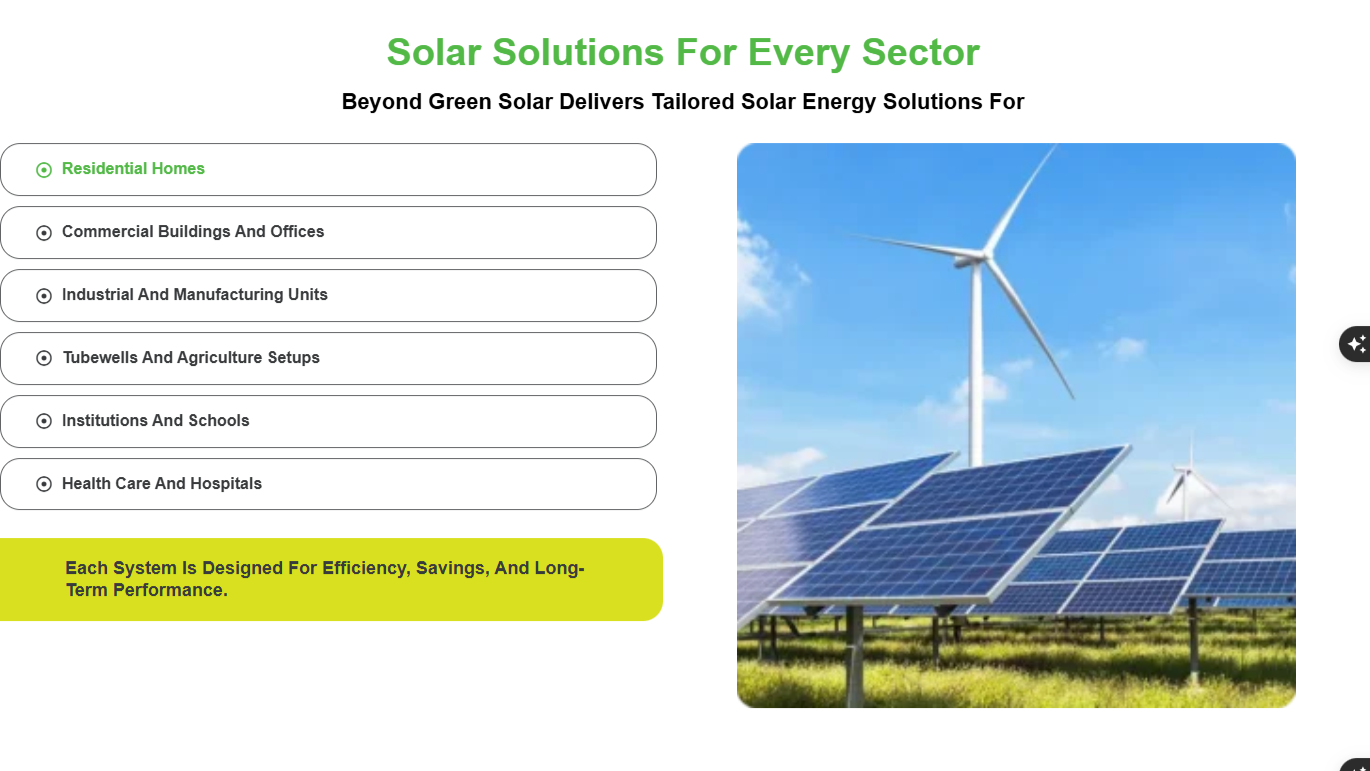 Solar Solutions For Every Sector
Beyond Green Solar Delivers Tailored Solar Energy Solutions For
Residential Homes
Commercial Buildings And Offices
Industrial And Manufacturing Units
Tubewells And Agriculture Setups
Institutions And Schools
Health Care And Hospitals
Each System Is Designed For Efficiency, Savings, And Long-
Term Performance.